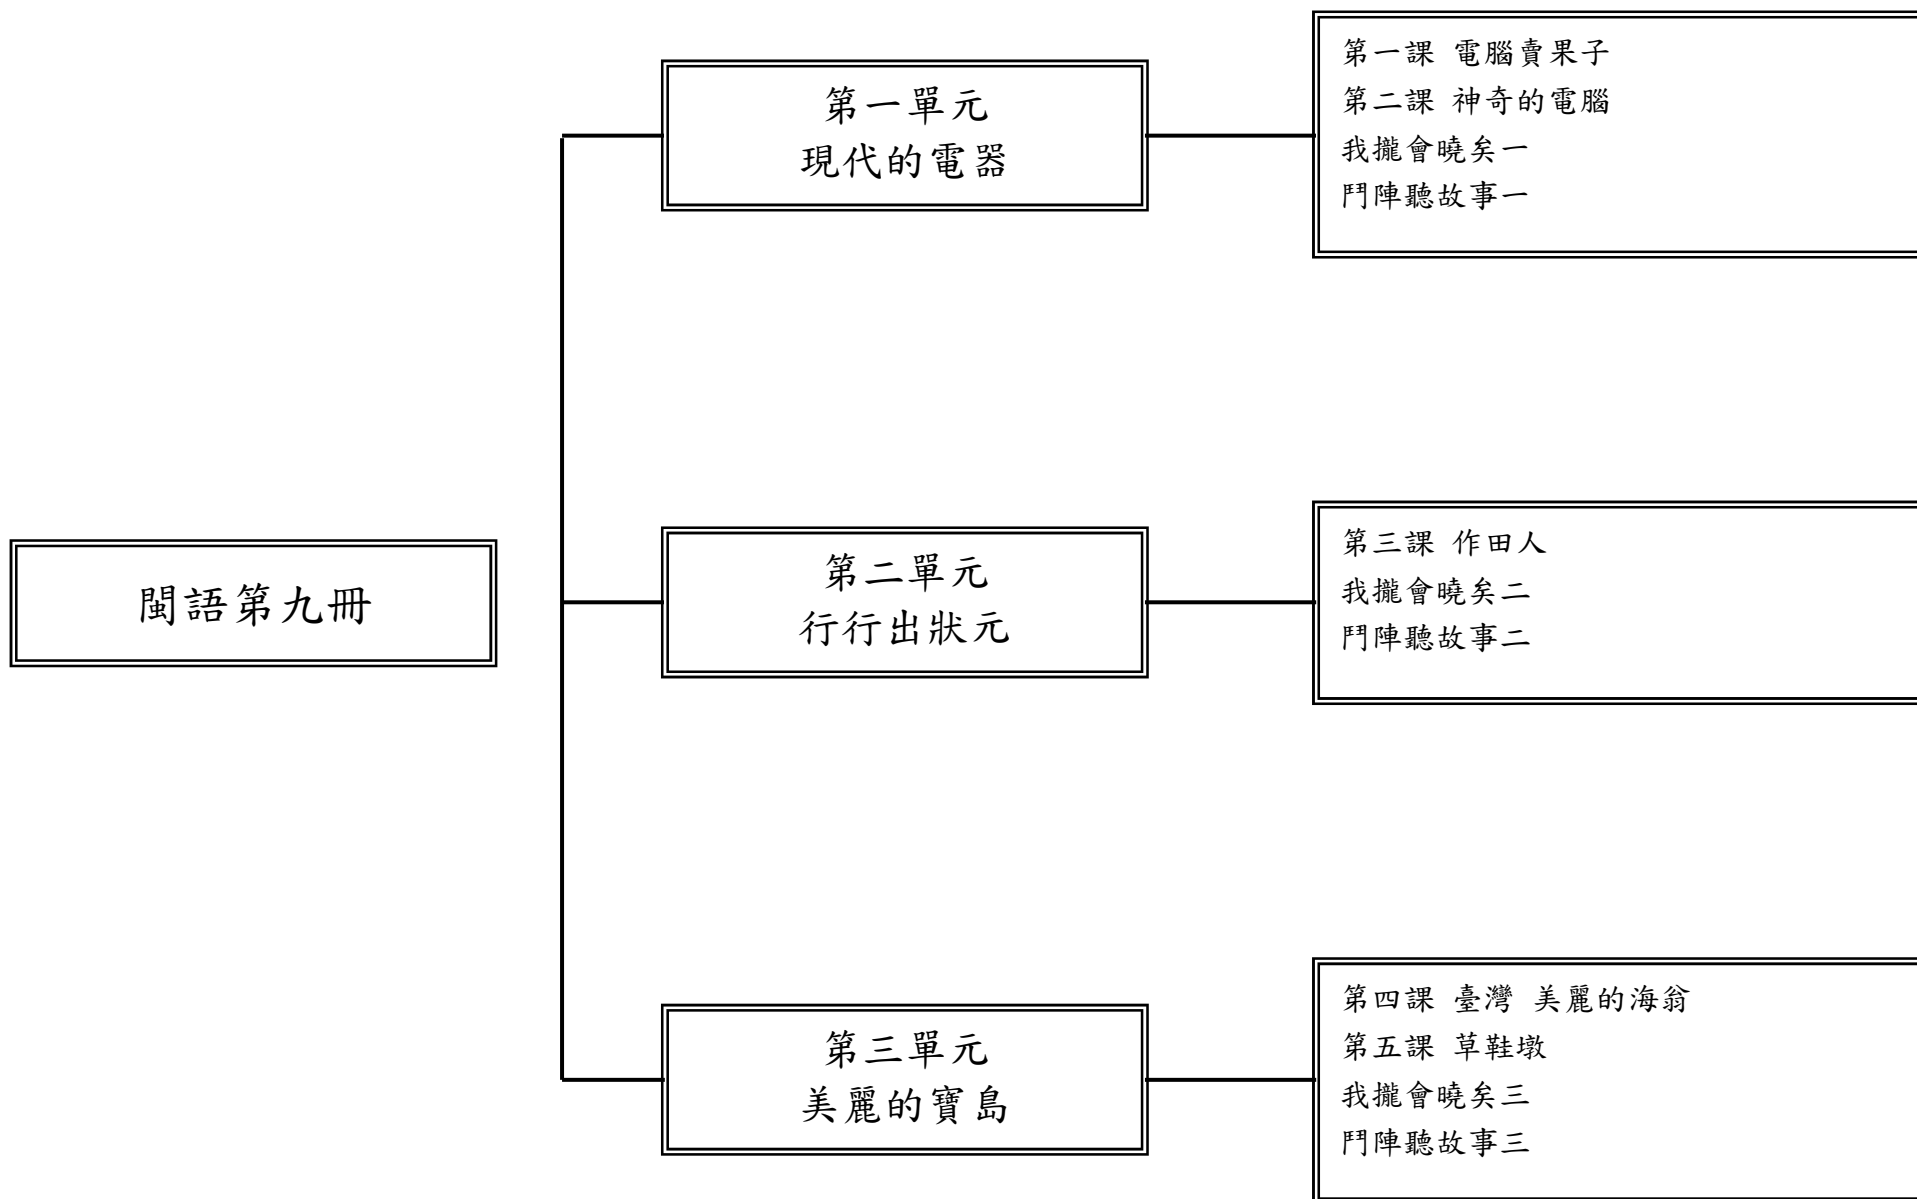 閩語第九冊
第一單元
現代的電器
第一課 電腦賣果子
第二課 神奇的電腦
我攏會曉矣一
鬥陣聽故事一
第二單元
行行出狀元
第三課 作田人
我攏會曉矣二
鬥陣聽故事二
第三單元
美麗的寶島
第四課 臺灣 美麗的海翁
第五課 草鞋墩
我攏會曉矣三
鬥陣聽故事三